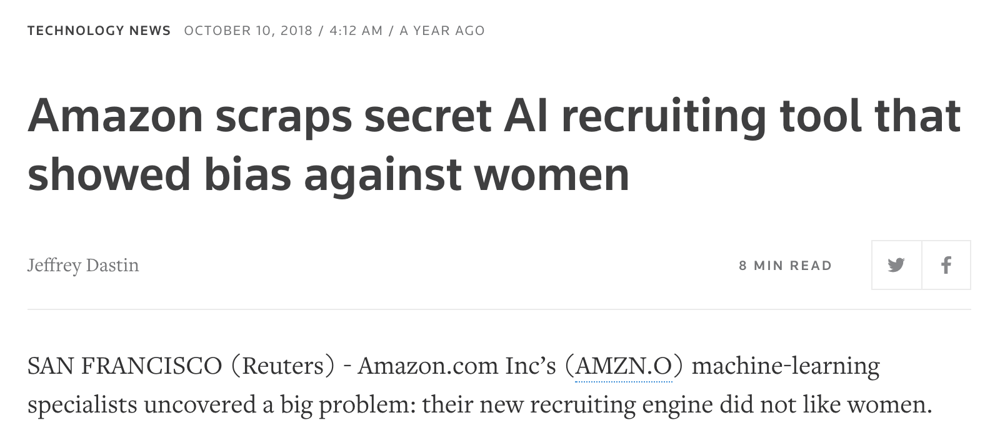 TECHNOLOGY NEWS OCTOBER 10, 2018 / 4:12 AM / A YEAR AGO
Amazon scraps secret AI recruiting tool that
showed bias against women
Jeffrey Dastin 8 MIN READ
SAN FRANCISCO (Reuters) - Amazon.com Inc’s (AMZN.O) machine-learning
specialists uncovered a big problem: their new recruiting engine did not like women.